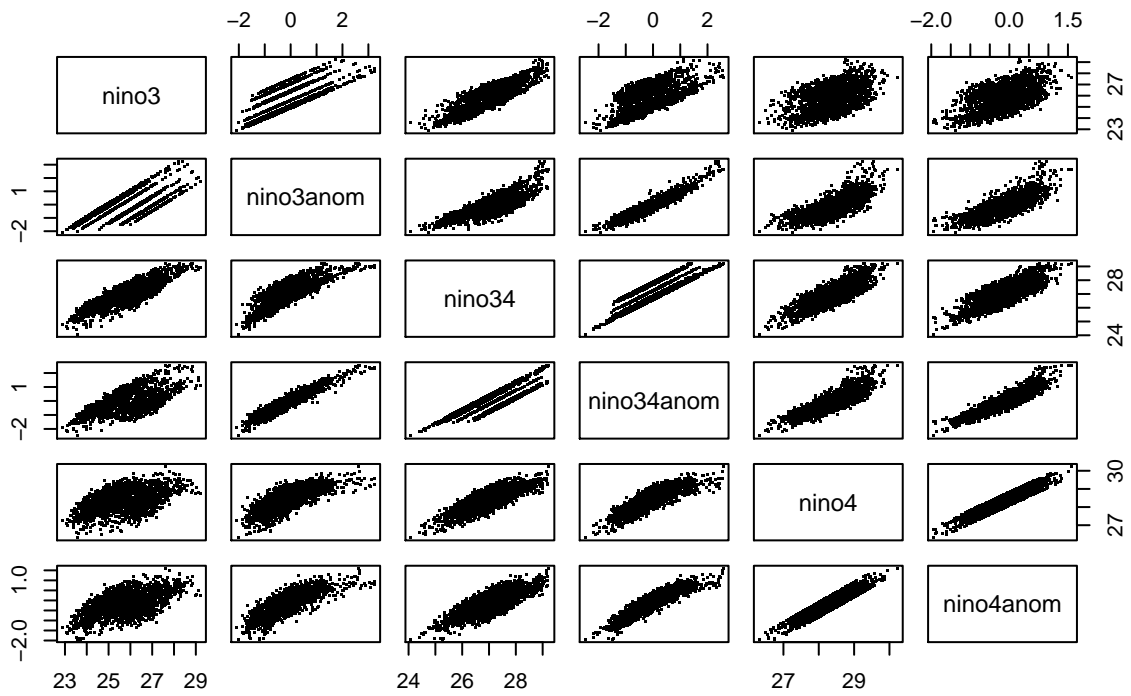 −2 0 2 −2 0 2 −2.0 0.0 1.5
nino3 23 27
−2 1 nino3anom
nino34 24 28
−2 1 nino34anom
nino4 27 30
−2.0 1.0 nino4anom
23 25 27 29 24 26 28 27 29